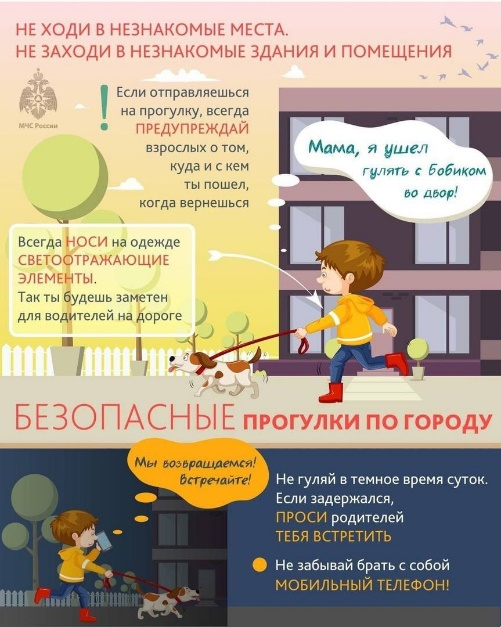 НЕ ХОДИ В НЕЗНАКОМЫЕ МЕСТА.
НЕ ЗАХОДИ В НЕЗНАКОМЫЕ ЗДАНИЯ И ПОМЕЩЕНИЯ
МЧС России
! Если отправляешься
на прогулку, всегда
ПРЕДУПРЕЖДАЙ
взрослых о том,
куда и с кем
ты пошел,
когда вернешься
Мама, я ушел
гулять с Бобиком
во двор!
Всегда НОСИ на одежде
СВЕТООТРАЖАЮЩИЕ
ЭЛЕМЕНТЫ.
Так ты будешь заметен
для водителей на дороге
БЕЗОПАСНЫЕ ПРОГУЛКИ ПО ГОРОДУ
Мы возвращаемся!
Встречайте!
Не гуляй в темное время суток.
Если задержался,
ПРОСИ родителей
ТЕБЯ ВСТРЕТИТЬ
Не забывай брать с собой
МОБИЛЬНЫЙ ТЕЛЕФОН!